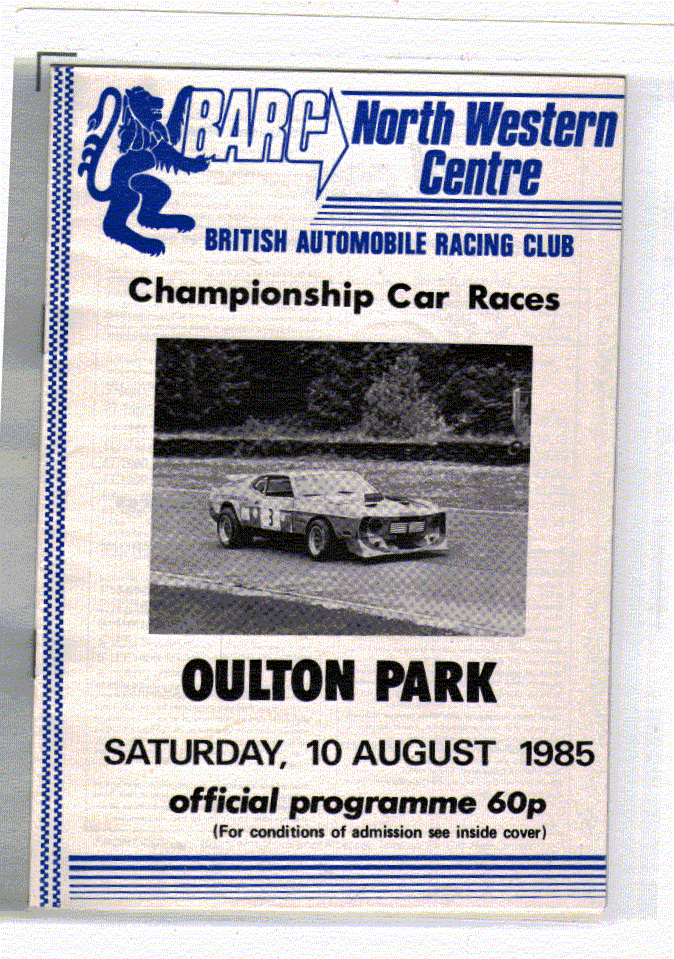 BARC North Western
Centre
BRITISH AUTOMOBILE RACING CLUB
Championship Car Races
3
OULTON PARK
SATURDAY, 10 AUGUST 1985
official programme 60p
(For conditions of admission see inside cover)